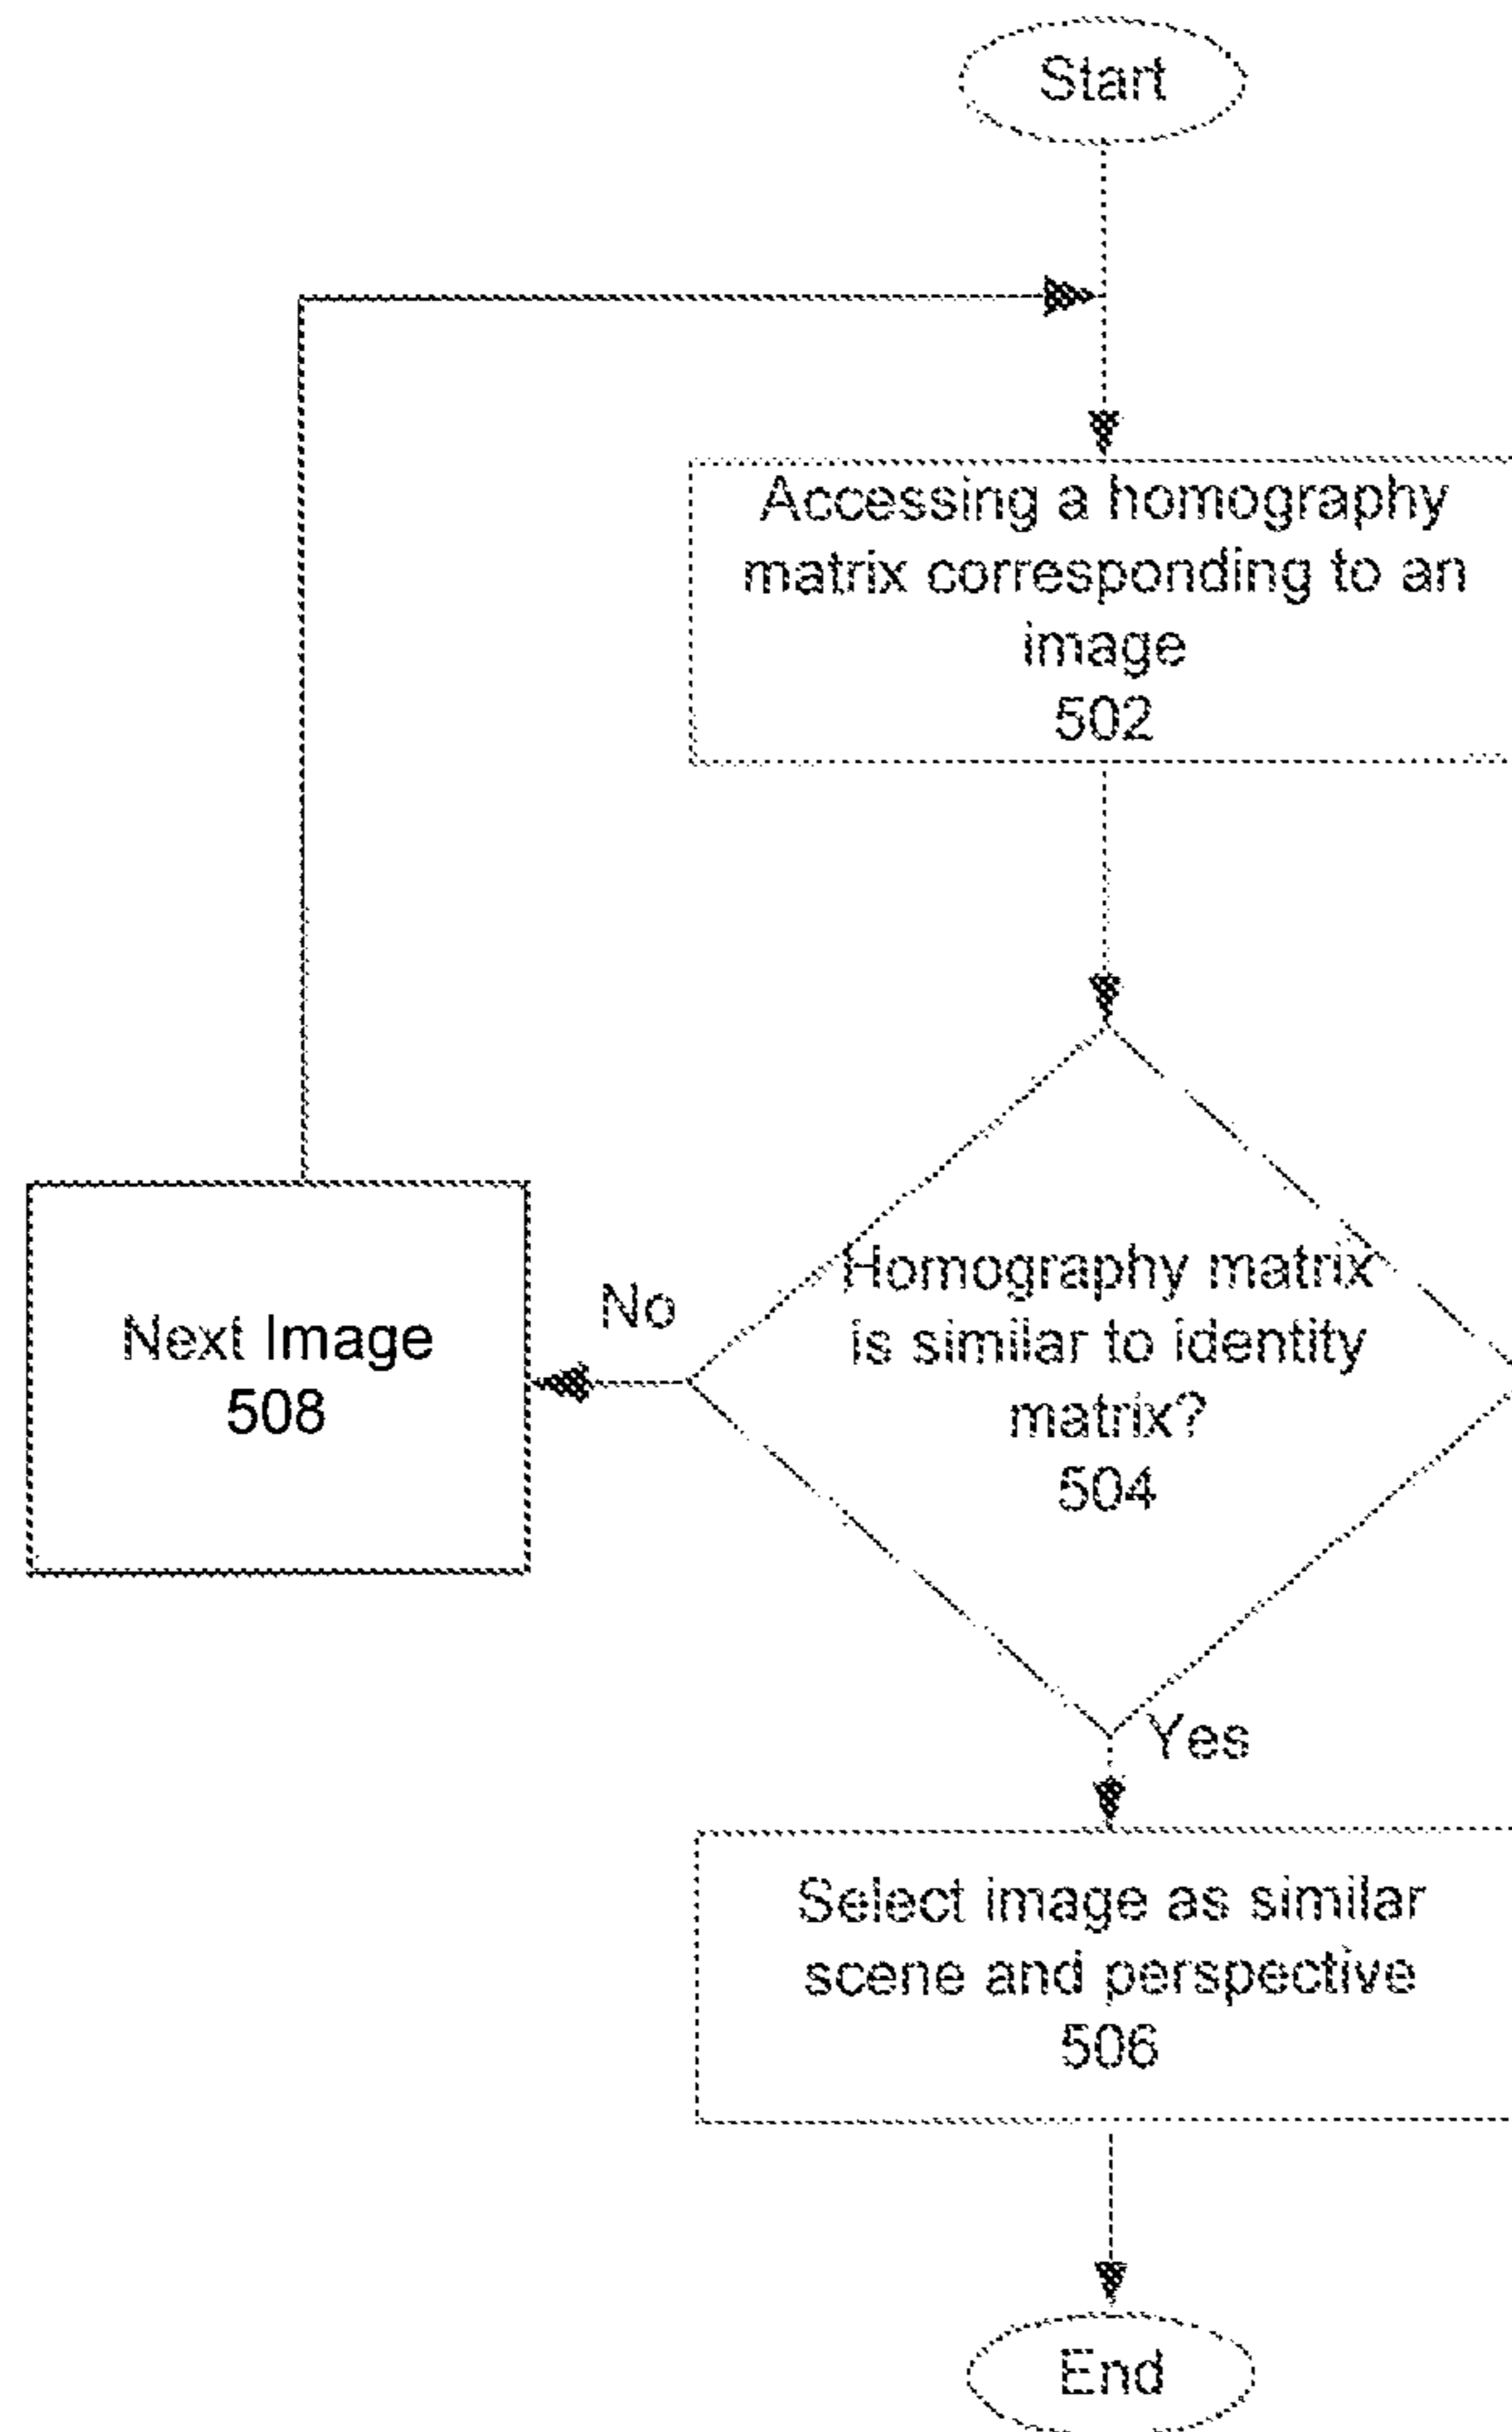 Start
Accessing a homography
matrix corresponding to an
image
502
Homography matrix
is similar to identity
matrix?
504
No
Next Image
508
Yes
Select image as similar
scene and perspective
506
End